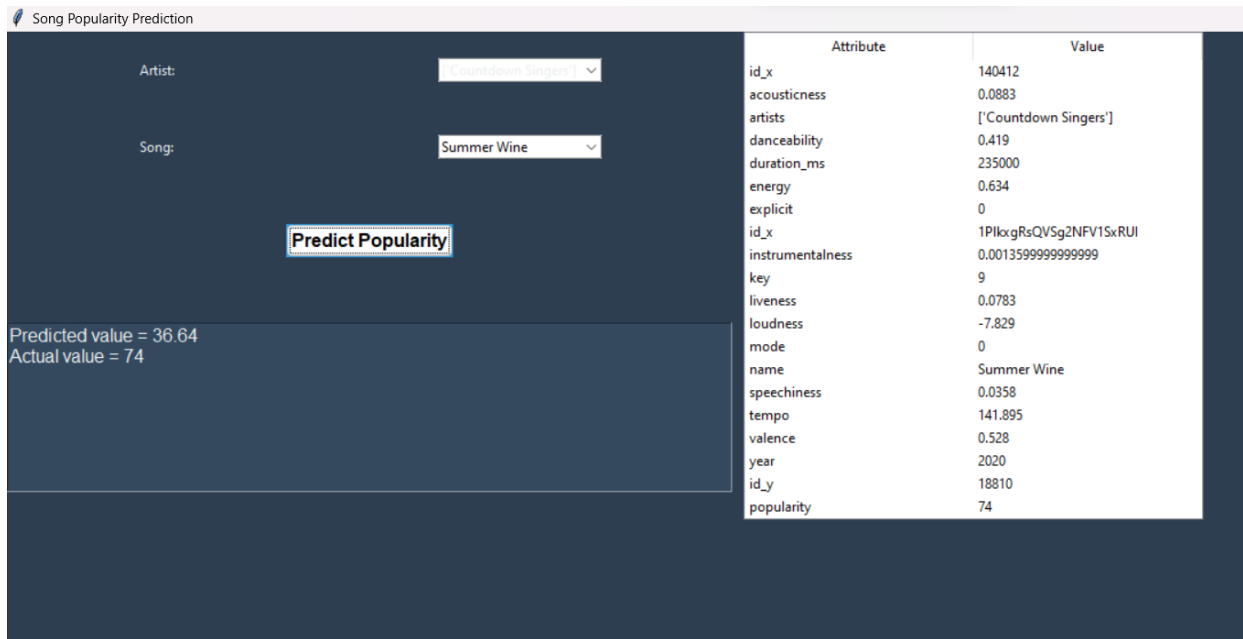 Song Popularity Prediction
Artist: ['Countdown Singers']
Song: Summer Wine
Predict Popularity
Predicted value = 36.64
Actual value = 74
Attribute Value
id_x 140412
acousticness 0.0883
artists ['Countdown Singers']
danceability 0.419
duration_ms 235000
energy 0.634
explicit 0
id_x 1PIkxgRsQVSg2NFV1SxRUI
instrumentalness 0.0013599999999999
key 9
liveness 0.0783
loudness -7.829
mode 0
name Summer Wine
speechiness 0.0358
tempo 141.895
valence 0.528
year 2020
id_y 18810
popularity 74